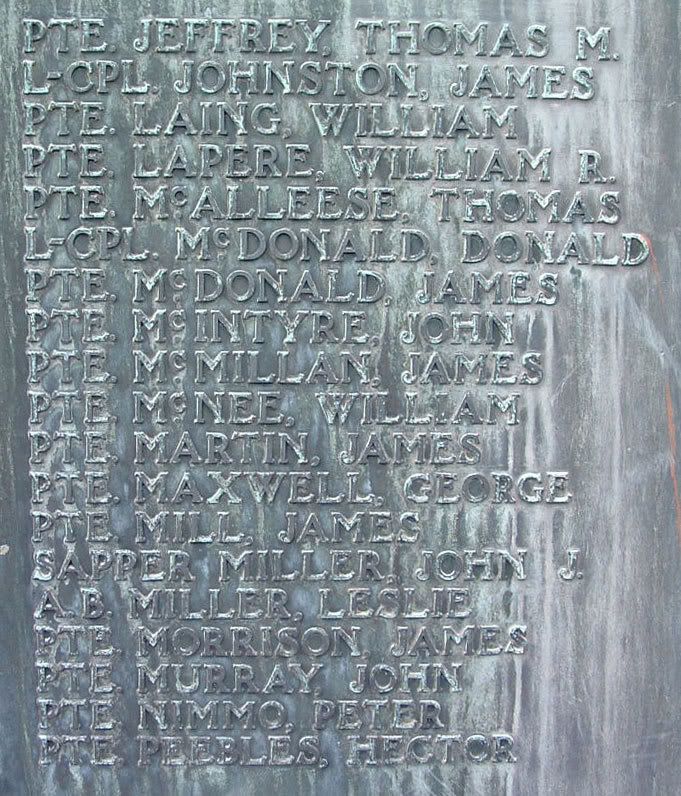 PTE. JEFFREY, THOMAS M.
L-CPL. JOHNSTON, JAMES
PTE. LAING, WILLIAM
PTE. LAPERE, WILLIAM R.
PTE. McALLEESE, THOMAS
L-CPL. McDONALD, DONALD
PTE. McDONALD, JAMES
PTE. McINTYRE, JOHN
PTE. McMILLAN, JAMES
PTE. McNEE, WILLIAM
PTE. MARTIN, JAMES
PTE. MAXWELL, GEORGE
PTE. MILL, JAMES
SAPPER MILLER, JOHN J.
A.B. MILLER, LESLIE
PTE. MORRISON, JAMES
PTE. MURRAY, JOHN
PTE. NIMMO, PETER
PTE. PEEBLES, HECTOR